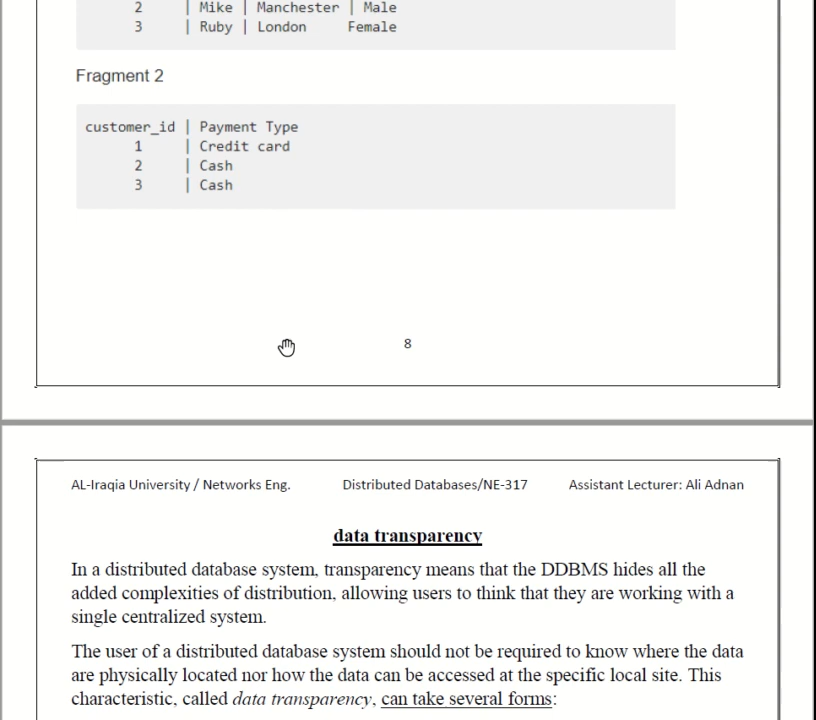 2 | Mike | Manchester | Male
3 | Ruby | London Female
Fragment 2
customer_id | Payment Type
1 | Credit card
2 | Cash
3 | Cash
8
AL-Iraqia University / Networks Eng. Distributed Databases/NE-317 Assistant Lecturer: Ali Adnan
data transparency
In a distributed database system, transparency means that the DDBMS hides all the
added complexities of distribution, allowing users to think that they are working with a
single centralized system.
The user of a distributed database system should not be required to know where the data
are physically located nor how the data can be accessed at the specific local site. This
characteristic, called data transparency, can take several forms: